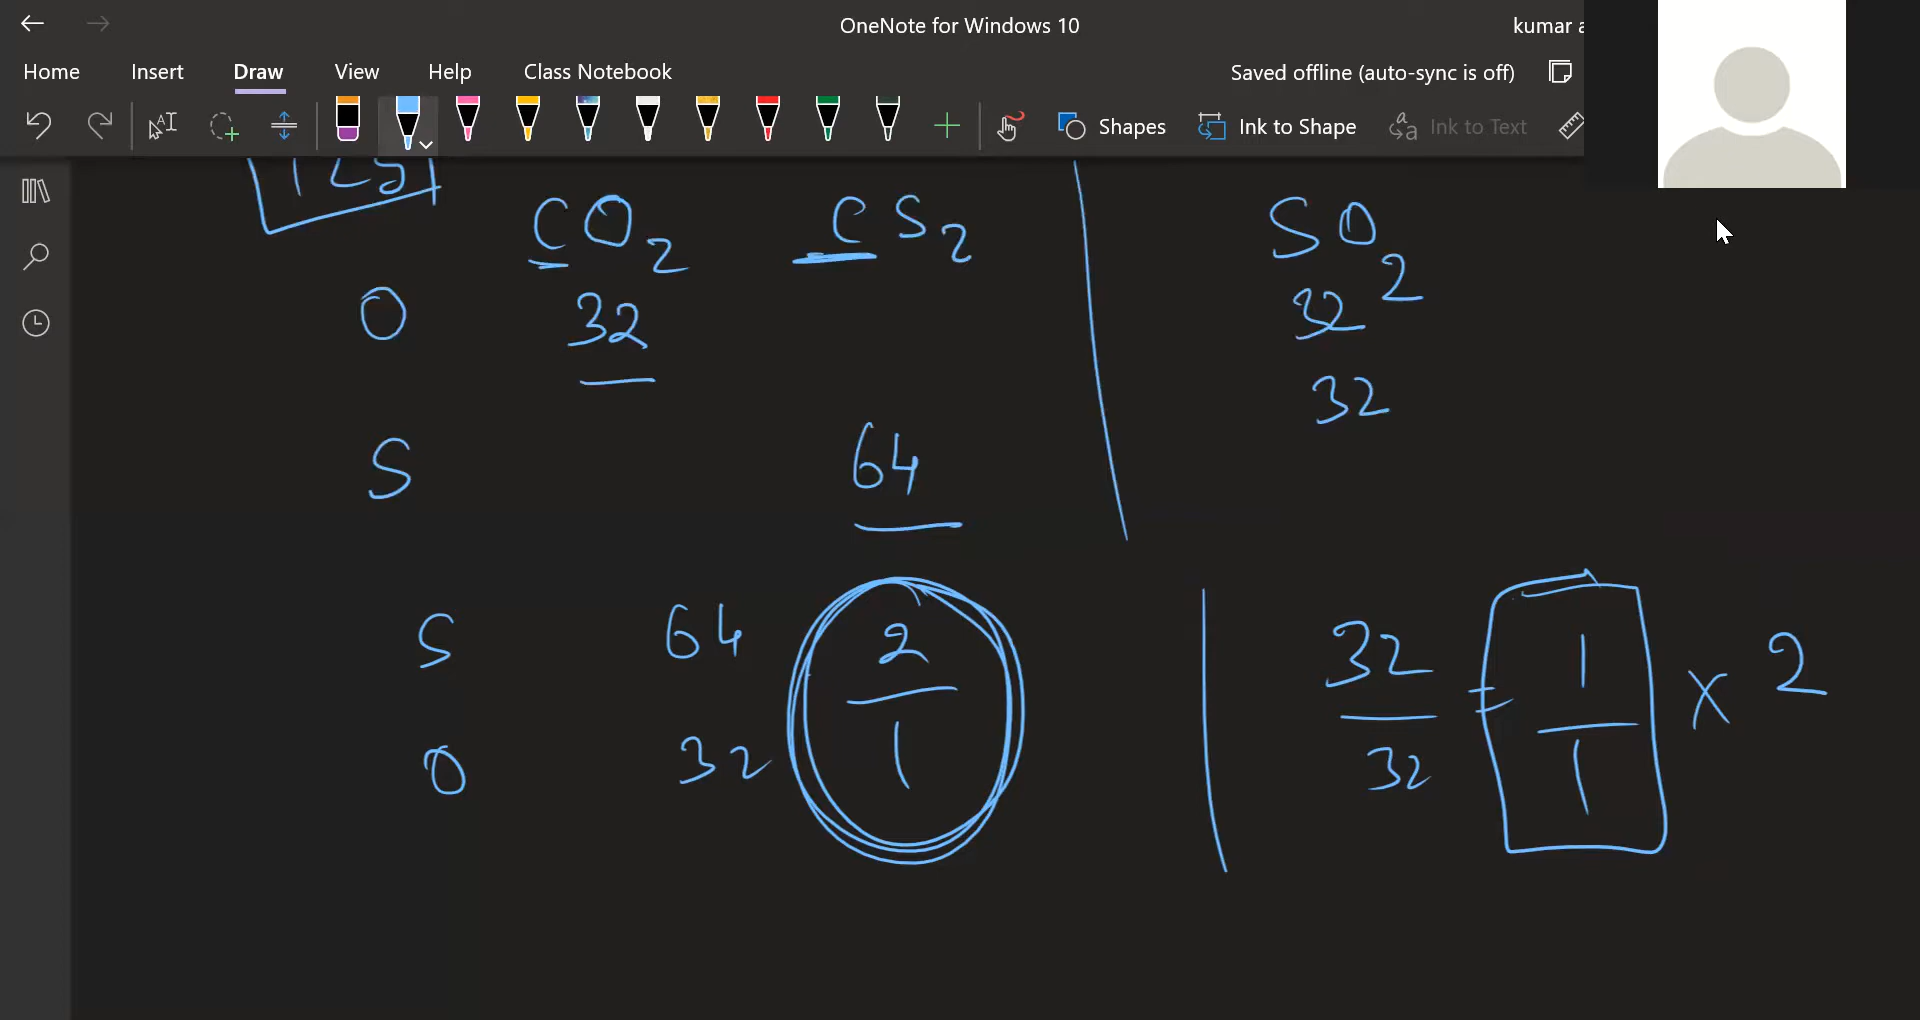 OneNote for Windows 10
kumar a
Home Insert Draw View Help Class Notebook
Saved offline (auto-sync is off)
Shapes Ink to Shape Ink to Text
CO2 CS2 SO2
O 32 32
32
S 64
S 64 2/1 32/32 = 1/1 x 2
O 32